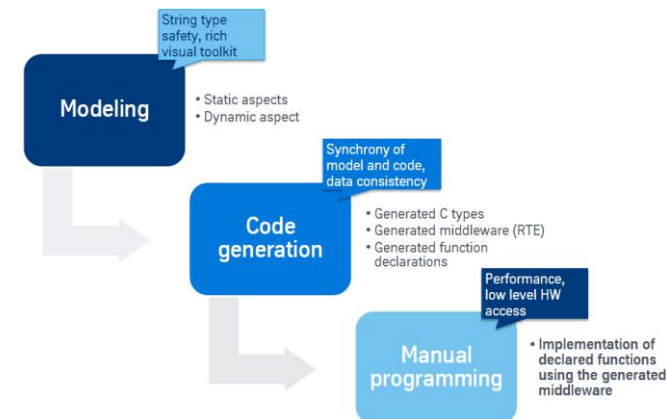 String type
safety, rich
visual toolkit
Modeling
• Static aspects
• Dynamic aspect
Synchrony of
model and code,
data consistency
Code
generation
• Generated C types
• Generated middleware (RTE)
• Generated function
declarations
Performance,
low level HW
access
Manual
programming
• Implementation of
declared functions
using the generated
middleware